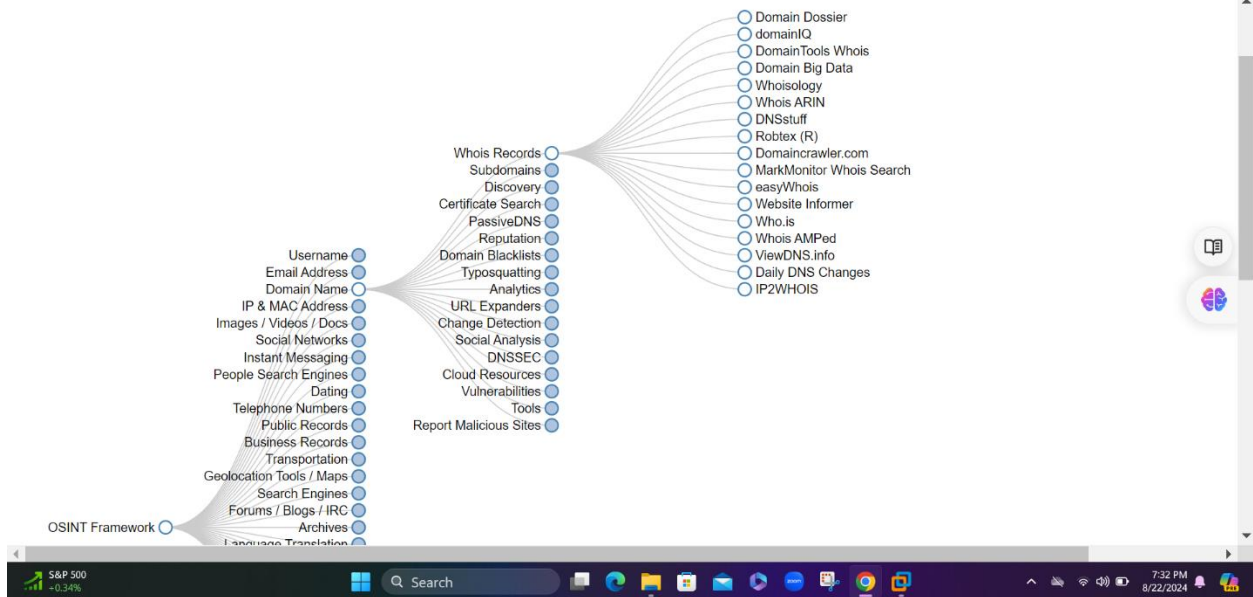 Domain Dossier
domainIQ
DomainTools Whois
Domain Big Data
Whoisology
Whois ARIN
DNSstuff
Robtex (R)
Domaincrawler.com
MarkMonitor Whois Search
easyWhois
Website Informer
Who.is
Whois AMPed
ViewDNS.info
Daily DNS Changes
IP2WHOIS
Whois Records
Subdomains
Discovery
Certificate Search
PassiveDNS
Reputation
Domain Blacklists
Typosquatting
Analytics
URL Expanders
Change Detection
Social Analysis
DNSSEC
Cloud Resources
Vulnerabilities
Tools
Report Malicious Sites
Username
Email Address
Domain Name
IP & MAC Address
Images / Videos / Docs
Social Networks
Instant Messaging
People Search Engines
Dating
Telephone Numbers
Public Records
Business Records
Transportation
Geolocation Tools / Maps
Search Engines
Forums / Blogs / IRC
Archives
Language Translation
OSINT Framework
S&P 500
+0.34%
Search
zoom
7:32 PM
8/22/2024